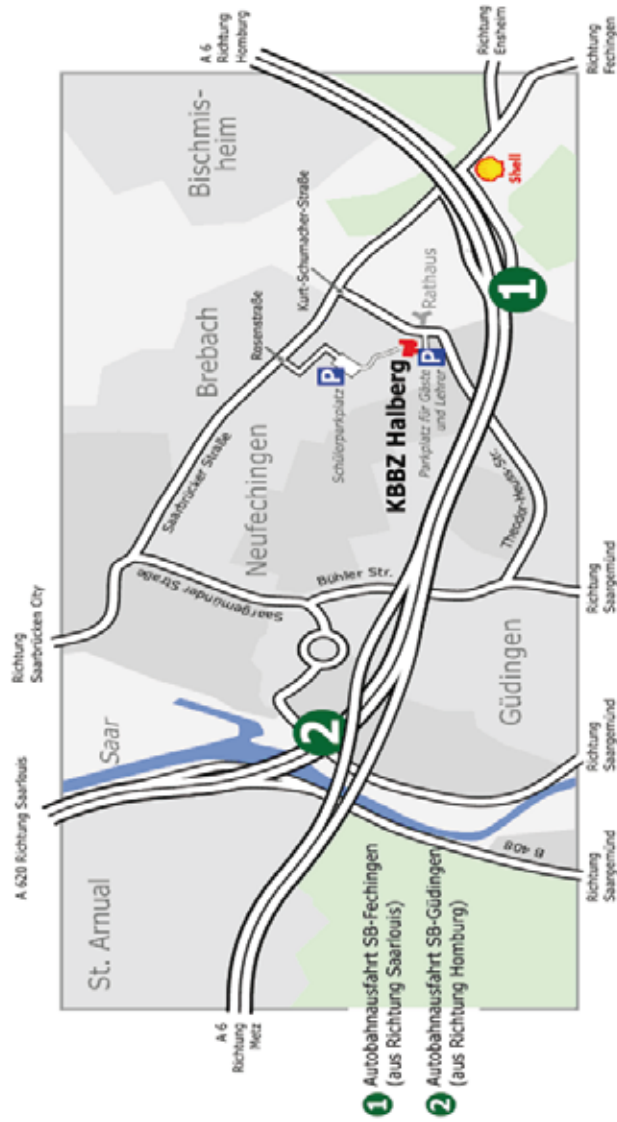 A 620 Richtung Saarlouis
Richtung
Saarbrücken City
A 6
Richtung
Homburg
St. Arnual
Saar
Bischmis-
heim
Brebach
Saarbrücker Straße
Rosenstraße
Kurt-Schumacher-Straße
Neufechingen
Saargemünder Straße
Schülerparkplatz
P
KBBZ Halberg
Parkplatz für Gäste
und Lehrer
P
Rathaus
Bühler Str.
Theodor-Heuss-Str.
Güdingen
Shell
1
2
B 408
A 6
Richtung
Metz
Richtung
Ensheim
Richtung
Fechingen
Richtung
Saargemünd
Richtung
Saargemünd
Richtung
Saargemünd
1 Autobahnausfahrt SB-Fechingen
(aus Richtung Saarlouis)
2 Autobahnausfahrt SB-Güdingen
(aus Richtung Homburg)